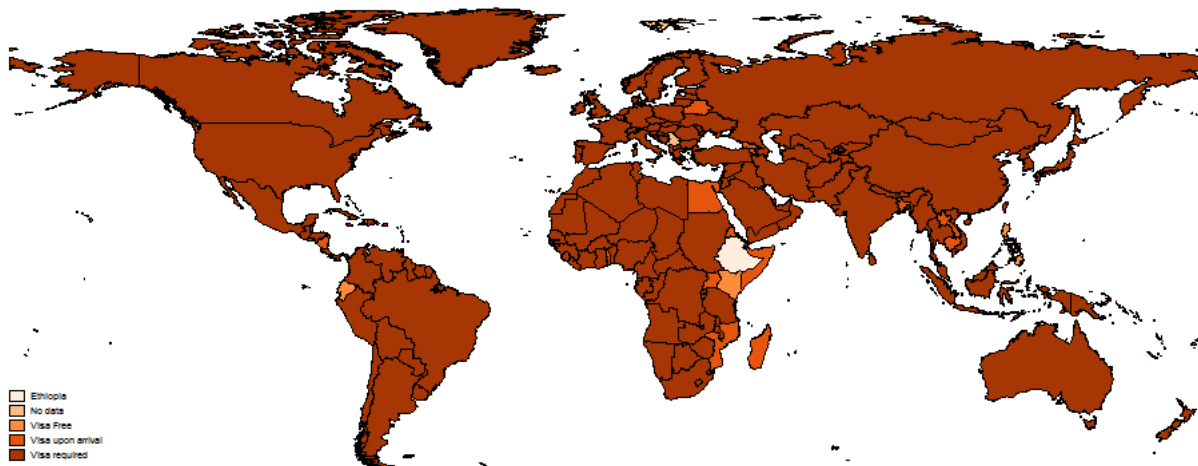 Ethiopia
No data
Visa Free
Visa upon arrival
Visa required